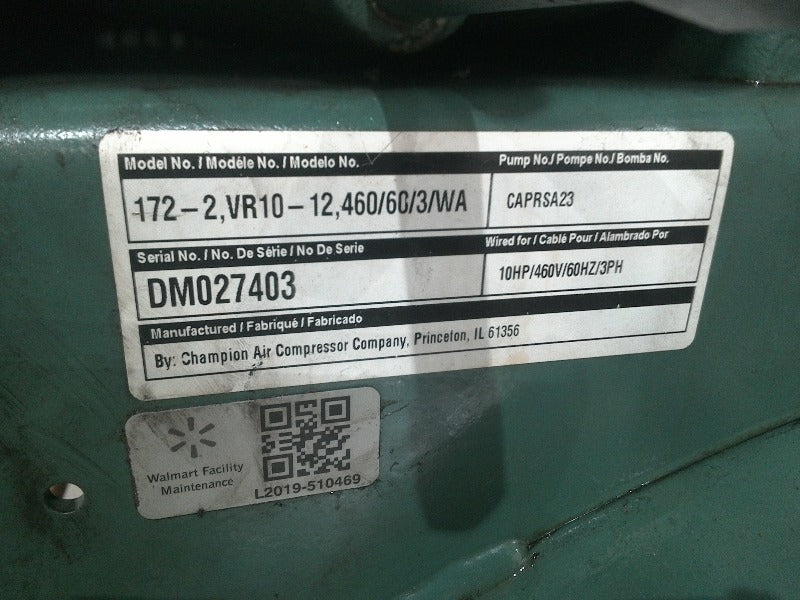 Model No. / Modéle No. / Modelo No.
Pump No./ Pompe No./ Bomba No.
172-2,VR10-12,460/60/3/WA
CAPRSA23
Serial No. / No. De Série / No De Serie
Wired for / Cablé Pour / Alambrado Por
DM027403
10HP/460V/60HZ/3PH
Manufactured / Fabriqué / Fabricado
By: Champion Air Compressor Company, Princeton, IL 61356
Walmart Facility
Maintenance
L2019-510469